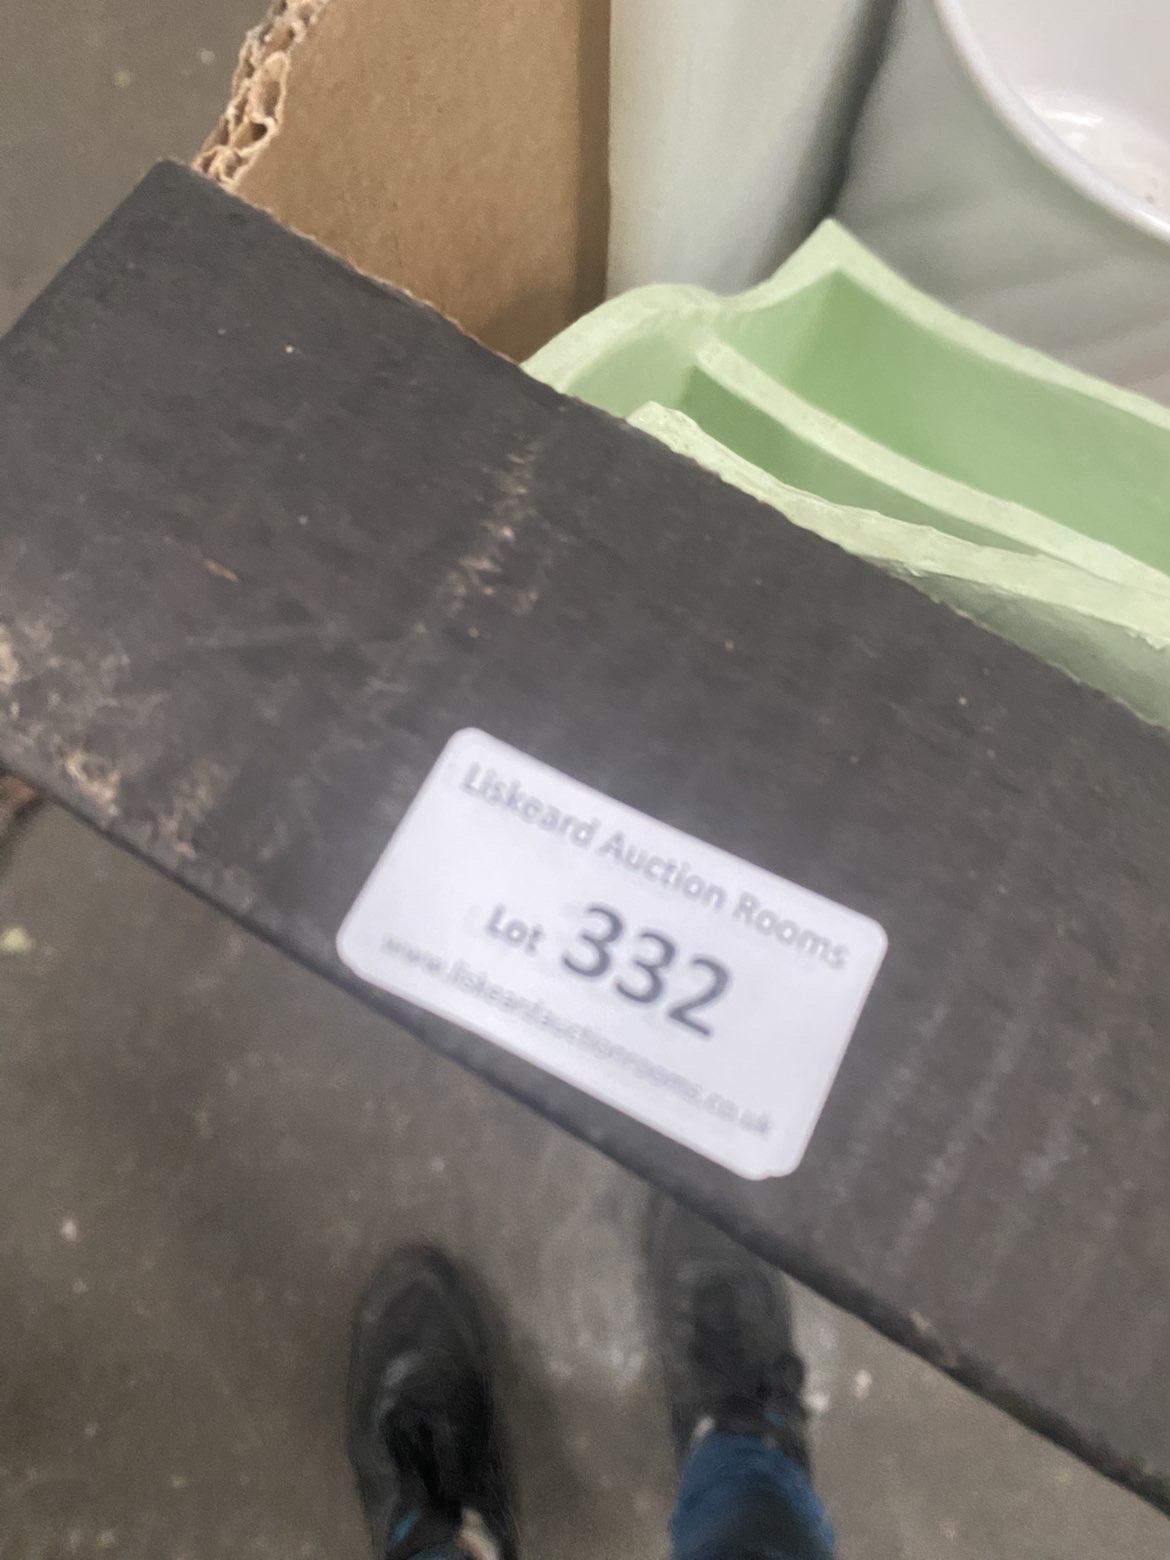 Liskeard Auction Rooms
Lot 332
www.liskeardauctionrooms.co.uk